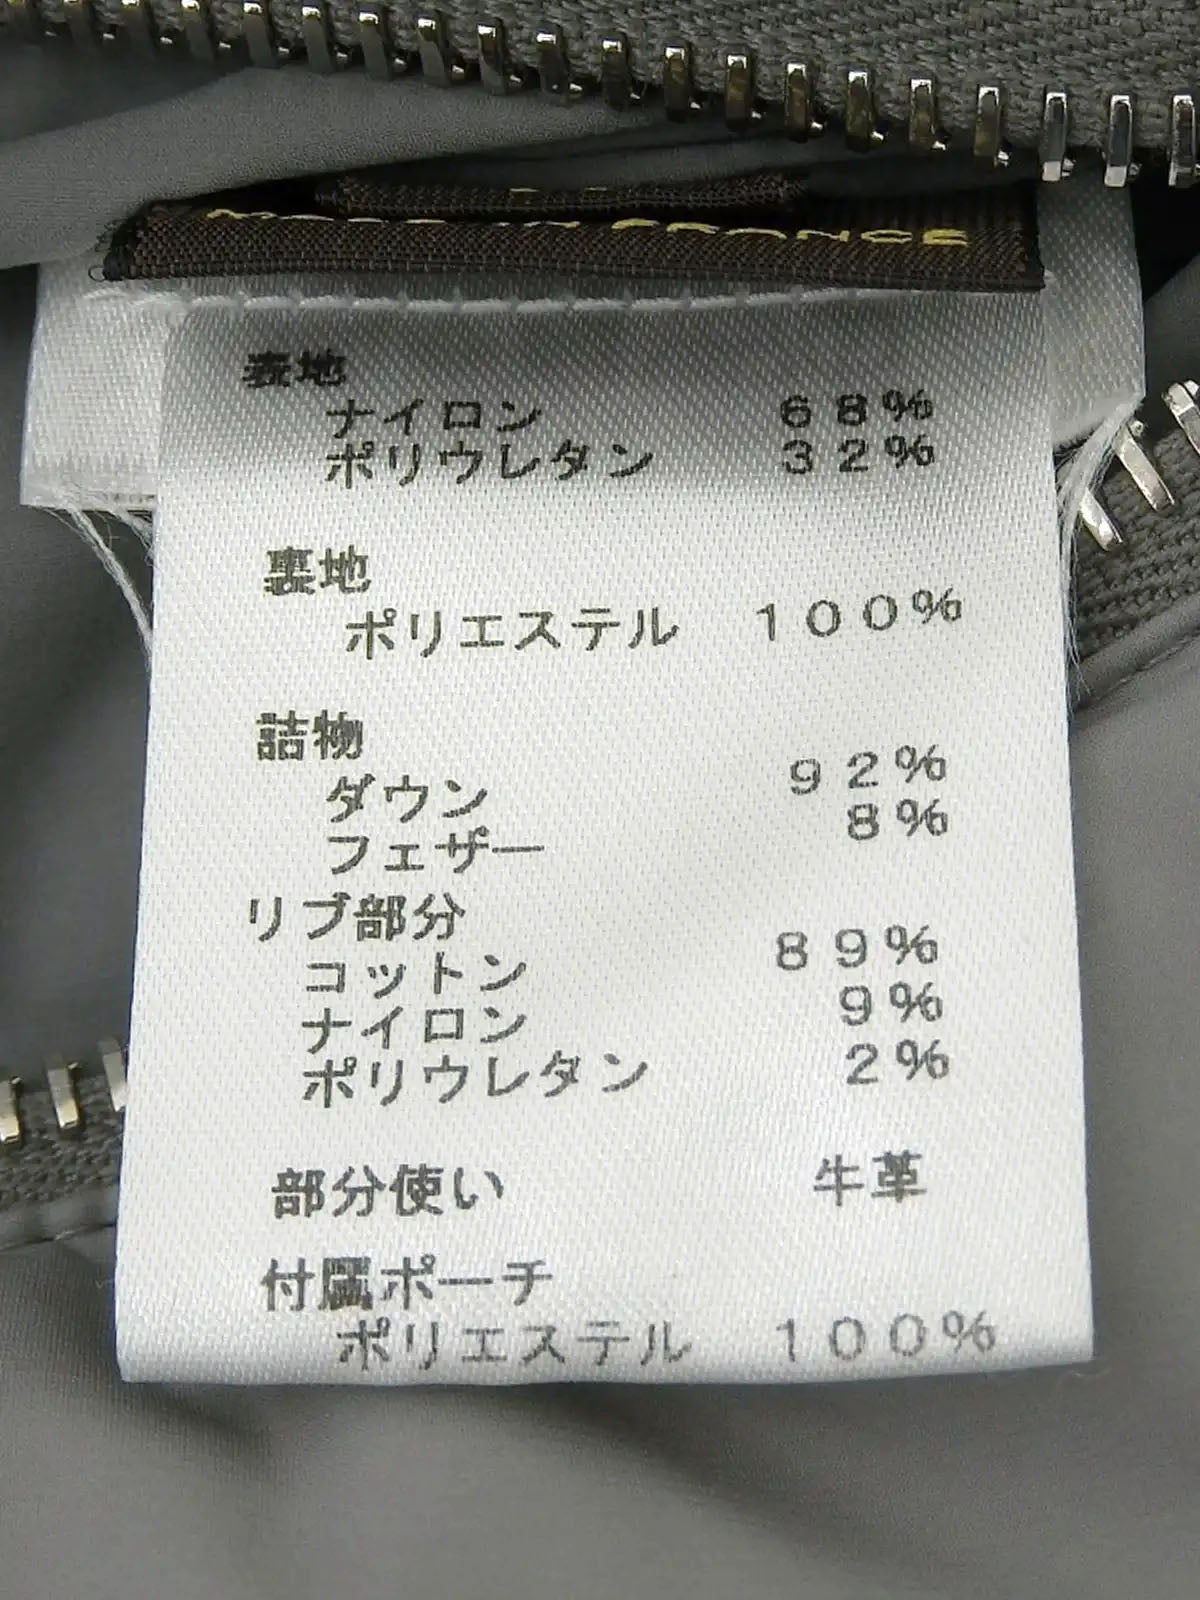 FRANCE
表地
ナイロン 68%
ポリウレタン 32%
裏地
ポリエステル 100%
詰物
ダウン 92%
フェザー 8%
リブ部分
コットン 89%
ナイロン 9%
ポリウレタン 2%
部分使い 牛革
付属ポーチ
ポリエステル 100%